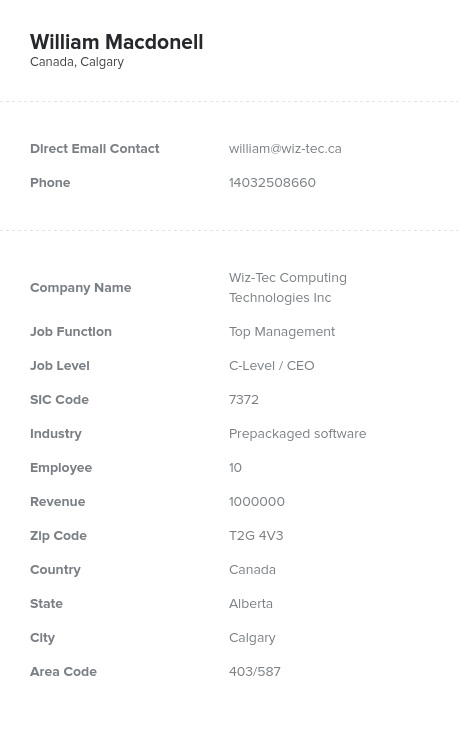 William Macdonell
Canada, Calgary
Direct Email Contact william@wiz-tec.ca
Phone 14032508660
Company Name Wiz-Tec Computing
Technologies Inc
Job Function Top Management
Job Level C-Level / CEO
SIC Code 7372
Industry Prepackaged software
Employee 10
Revenue 1000000
Zip Code T2G 4V3
Country Canada
State Alberta
City Calgary
Area Code 403/587